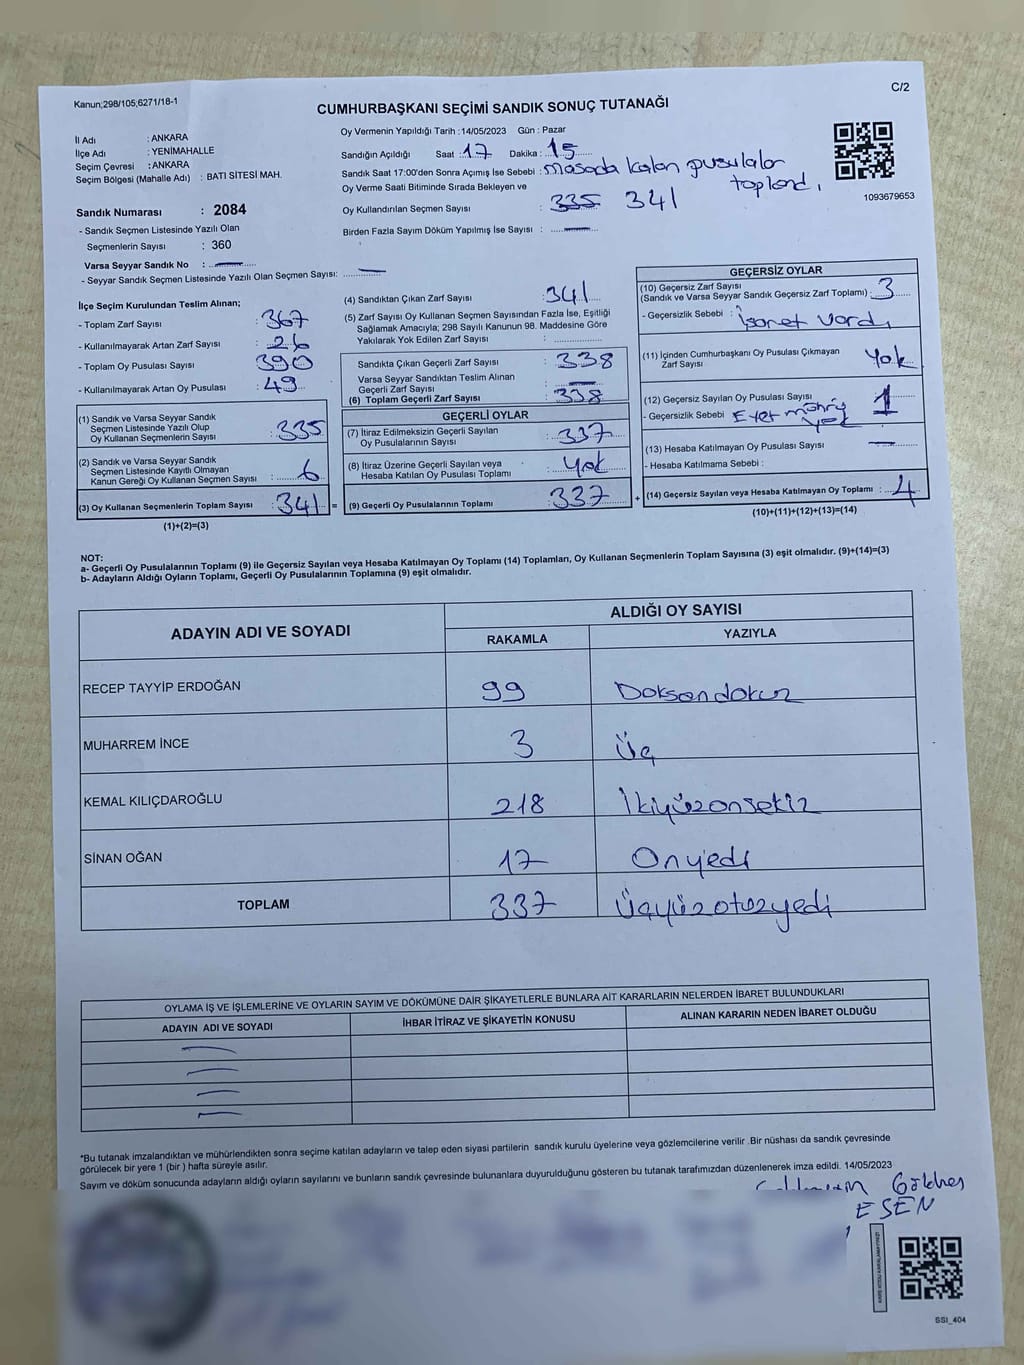 Kanun;298/105;6271/18-1
C/2
CUMHURBAŞKANI SEÇİMİ SANDIK SONUÇ TUTANAĞI
İl Adı : ANKARA
İlçe Adı : YENİMAHALLE
Seçim Çevresi : ANKARA
Seçim Bölgesi (Mahalle Adı) : BATI SİTESİ MAH.
Sandık Numarası : 2084
- Sandık Seçmen Listesinde Yazılı Olan
Seçmenlerin Sayısı : 360
Varsa Seyyar Sandık No :
- Seyyar Sandık Seçmen Listesinde Yazılı Olan Seçmen Sayısı:
Oy Vermenin Yapıldığı Tarih : 14/05/2023 Gün : Pazar
Sandığın Açıldığı Saat : 17 Dakika : 15
Sandık Saat 17:00'den Sonra Açımış İse Sebebi : masada kalan pusulalar
toplandı
Oy Verme Saati Bitiminde Sırada Bekleyen ve
Oy Kullandırılan Seçmen Sayısı : 335 341
Birden Fazla Sayım Döküm Yapılmış İse Sayısı :
1093679653
İlçe Seçim Kurulundan Teslim Alınan;
- Toplam Zarf Sayısı : 367
- Kullanılmayarak Artan Zarf Sayısı : 26
- Toplam Oy Pusulası Sayısı : 390
- Kullanılmayarak Artan Oy Pusulası : 49
(1) Sandık ve Varsa Seyyar Sandık
Seçmen Listesinde Yazılı Olup
Oy Kullanan Seçmenlerin Sayısı : 335
(2) Sandık ve Varsa Seyyar Sandık
Seçmen Listesinde Kayıtlı Olmayan
Kanun Gereği Oy Kullanan Seçmen Sayısı : 6
(3) Oy Kullanan Seçmenlerin Toplam Sayısı : 341 =
(1)+(2)=(3)
(4) Sandıktan Çıkan Zarf Sayısı : 341
(5) Zarf Sayısı Oy Kullanan Seçmen Sayısından Fazla İse, Eşitliği
Sağlamak Amacıyla; 298 Sayılı Kanunun 98. Maddesine Göre
Yakılarak Yok Edilen Zarf Sayısı :
Sandıkta Çıkan Geçerli Zarf Sayısı : 338
Varsa Seyyar Sandıktan Teslim Alınan
Geçerli Zarf Sayısı :
(6) Toplam Geçerli Zarf Sayısı : 338
GEÇERLİ OYLAR
(7) İtiraz Edilmeksizin Geçerli Sayılan
Oy Pusulalarının Sayısı : 337
(8) İtiraz Üzerine Geçerli Sayılan veya
Hesaba Katılan Oy Pusulası Toplamı : Yok
(9) Geçerli Oy Pusulalarının Toplamı : 337 +
GEÇERSİZ OYLAR
(10) Geçersiz Zarf Sayısı
(Sandık ve Varsa Seyyar Sandık Geçersiz Zarf Toplamı) : 3
- Geçersizlik Sebebi : İşaret vardı
(11) İçinden Cumhurbaşkanı Oy Pusulası Çıkmayan
Zarf Sayısı : Yok
(12) Geçersiz Sayılan Oy Pusulası Sayısı : 1
- Geçersizlik Sebebi : Evet mührü
yok
(13) Hesaba Katılmayan Oy Pusulası Sayısı :
- Hesaba Katılmama Sebebi :
(14) Geçersiz Sayılan veya Hesaba Katılmayan Oy Toplamı : 4
(10)+(11)+(12)+(13)=(14)
NOT:
a- Geçerli Oy Pusulalarının Toplamı (9) ile Geçersiz Sayılan veya Hesaba Katılmayan Oy Toplamı (14) Toplamları, Oy Kullanan Seçmenlerin Toplam Sayısına (3) eşit olmalıdır. (9)+(14)=(3)
b- Adayların Aldığı Oyların Toplamı, Geçerli Oy Pusulalarının Toplamına (9) eşit olmalıdır.
ADAYIN ADI VE SOYADI
ALDIĞI OY SAYISI
RAKAMLA YAZIYLA
RECEP TAYYİP ERDOĞAN 99 Doksandokuz
MUHARREM İNCE 3 Üç
KEMAL KILIÇDAROĞLU 218 İkiyüzonsekiz
SİNAN OĞAN 17 Onyedi
TOPLAM 337 Üçyüzotuzyedi
OYLAMA İŞ VE İŞLEMLERİNE VE OYLARIN SAYIM VE DÖKÜMÜNE DAİR ŞİKAYETLERLE BUNLARA AİT KARARLARIN NELERDEN İBARET BULUNDUKLARI
ADAYIN ADI VE SOYADI İHBAR İTİRAZ VE ŞİKAYETİN KONUSU ALINAN KARARIN NEDEN İBARET OLDUĞU
*Bu tutanak imzalandıktan ve mühürlendikten sonra seçime katılan adayların ve talep eden siyasi partilerin sandık kurulu üyelerine veya gözlemcilerine verilir .Bir nüshası da sandık çevresinde
görülecek bir yere 1 (bir ) hafta süreyle asılır.
Sayım ve döküm sonucunda adayların aldığı oyların sayılarını ve bunların sandık çevresinde bulunanlara duyurulduğunu gösteren bu tutanak tarafımızdan düzenlenerek imza edildi. 14/05/2023
ESEN
SSI_404